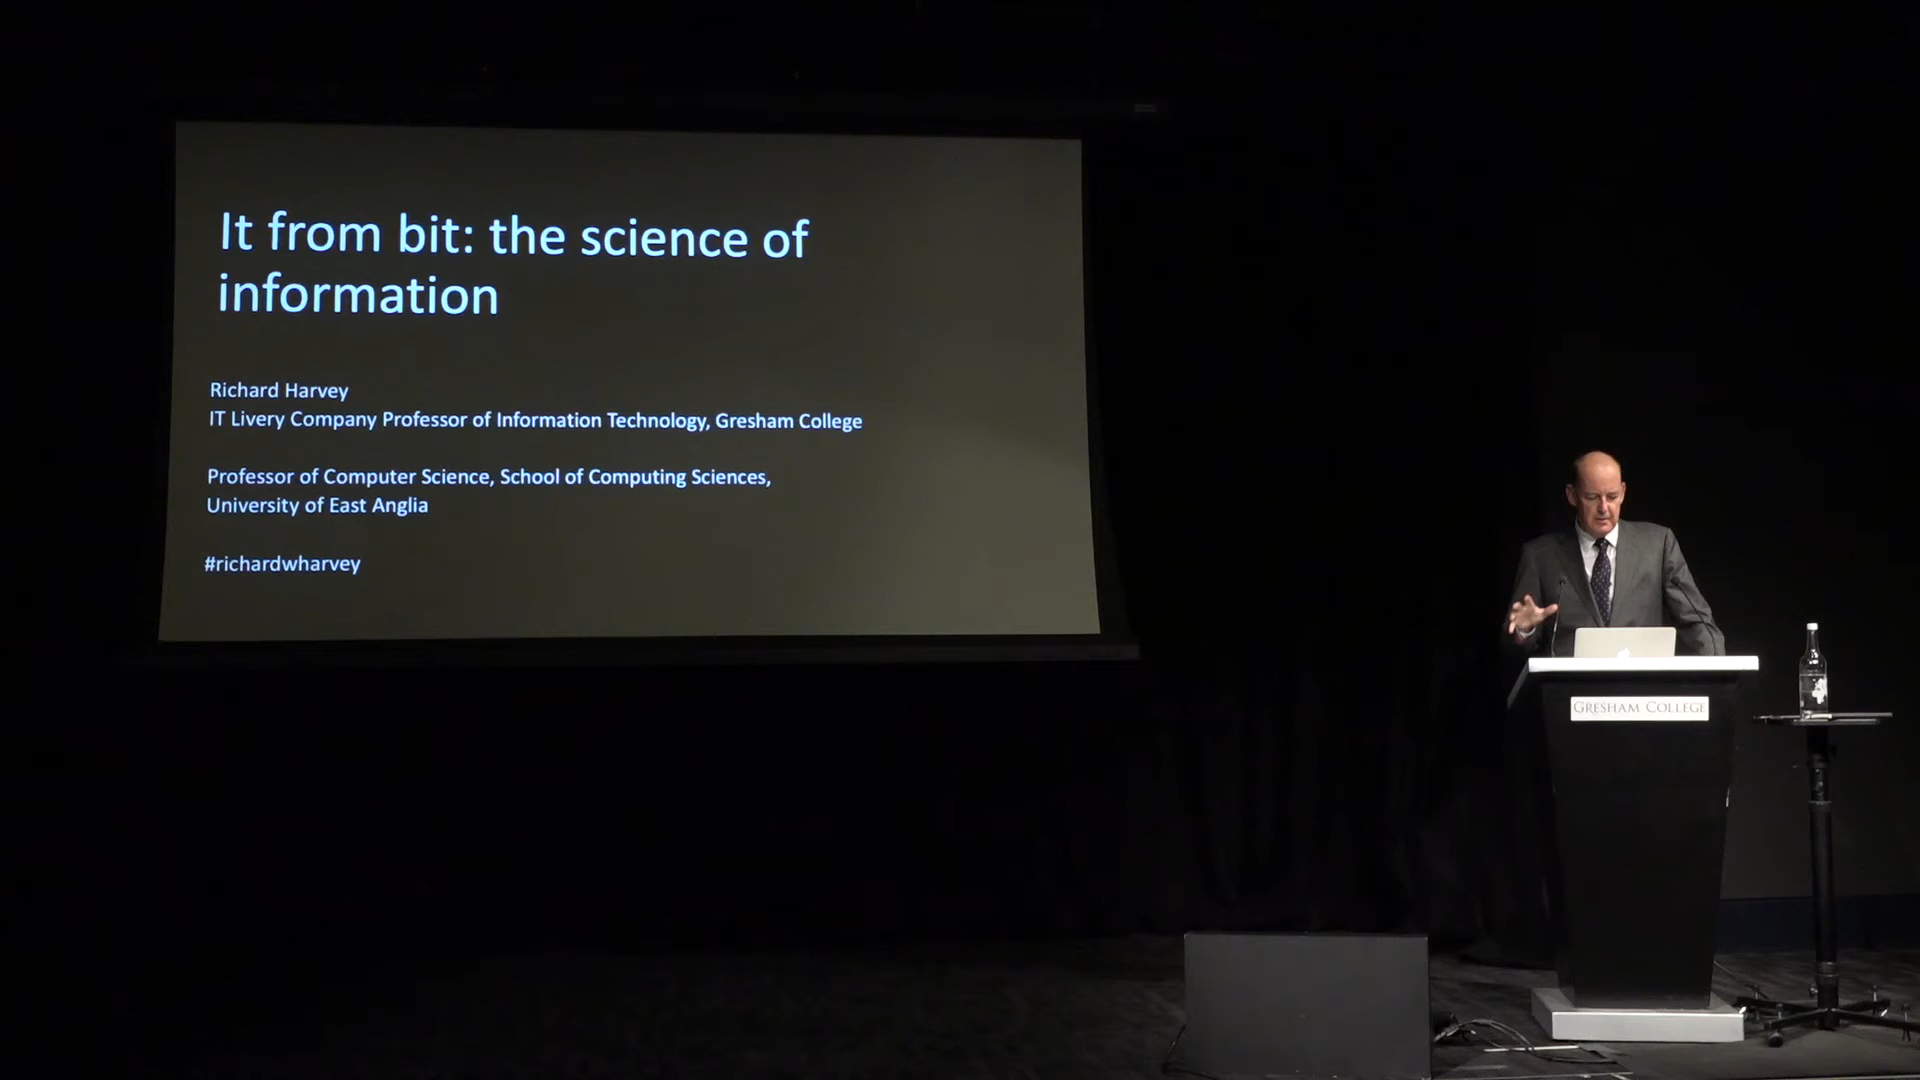 It from bit: the science of
information
Richard Harvey
IT Livery Company Professor of Information Technology, Gresham College
Professor of Computer Science, School of Computing Sciences,
University of East Anglia
#richardwharvey
GRESHAM COLLEGE